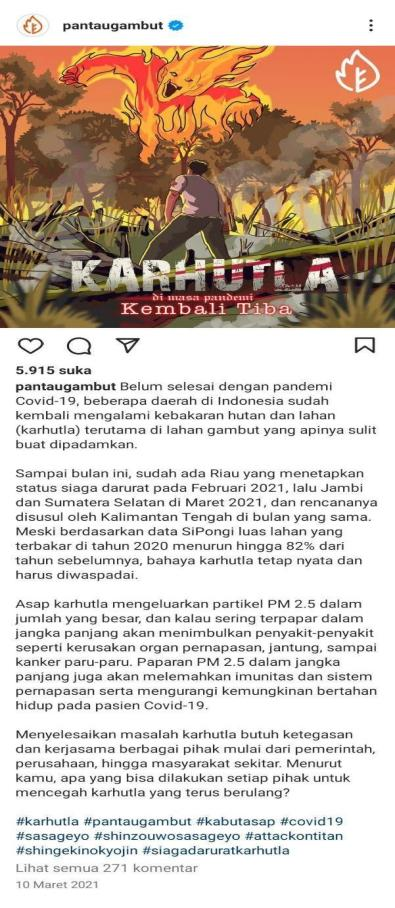 pantaugambut
KARHUTLA
di masa pandemi
Kembali Tiba
5.915 suka
pantaugambut Belum selesai dengan pandemi
Covid-19, beberapa daerah di Indonesia sudah
kembali mengalami kebakaran hutan dan lahan
(karhutla) terutama di lahan gambut yang apinya sulit
buat dipadamkan.
Sampai bulan ini, sudah ada Riau yang menetapkan
status siaga darurat pada Februari 2021, lalu Jambi
dan Sumatera Selatan di Maret 2021, dan rencananya
disusul oleh Kalimantan Tengah di bulan yang sama.
Meski berdasarkan data SiPongi luas lahan yang
terbakar di tahun 2020 menurun hingga 82% dari
tahun sebelumnya, bahaya karhutla tetap nyata dan
harus diwaspadai.
Asap karhutla mengeluarkan partikel PM 2.5 dalam
jumlah yang besar, dan kalau sering terpapar dalam
jangka panjang akan menimbulkan penyakit-penyakit
seperti kerusakan organ pernapasan, jantung, sampai
kanker paru-paru. Paparan PM 2.5 dalam jangka
panjang juga akan melemahkan imunitas dan sistem
pernapasan serta mengurangi kemungkinan bertahan
hidup pada pasien Covid-19.
Menyelesaikan masalah karhutla butuh ketegasan
dan kerjasama berbagai pihak mulai dari pemerintah,
perusahaan, hingga masyarakat sekitar. Menurut
kamu, apa yang bisa dilakukan setiap pihak untuk
mencegah karhutla yang terus berulang?
#karhutla #pantaugambut #kabutasap #covid19
#sasageyo #shinzouwosasageyo #attackontitan
#shingekinokyojin #siagadaruratkarhutla
Lihat semua 271 komentar
10 Maret 2021